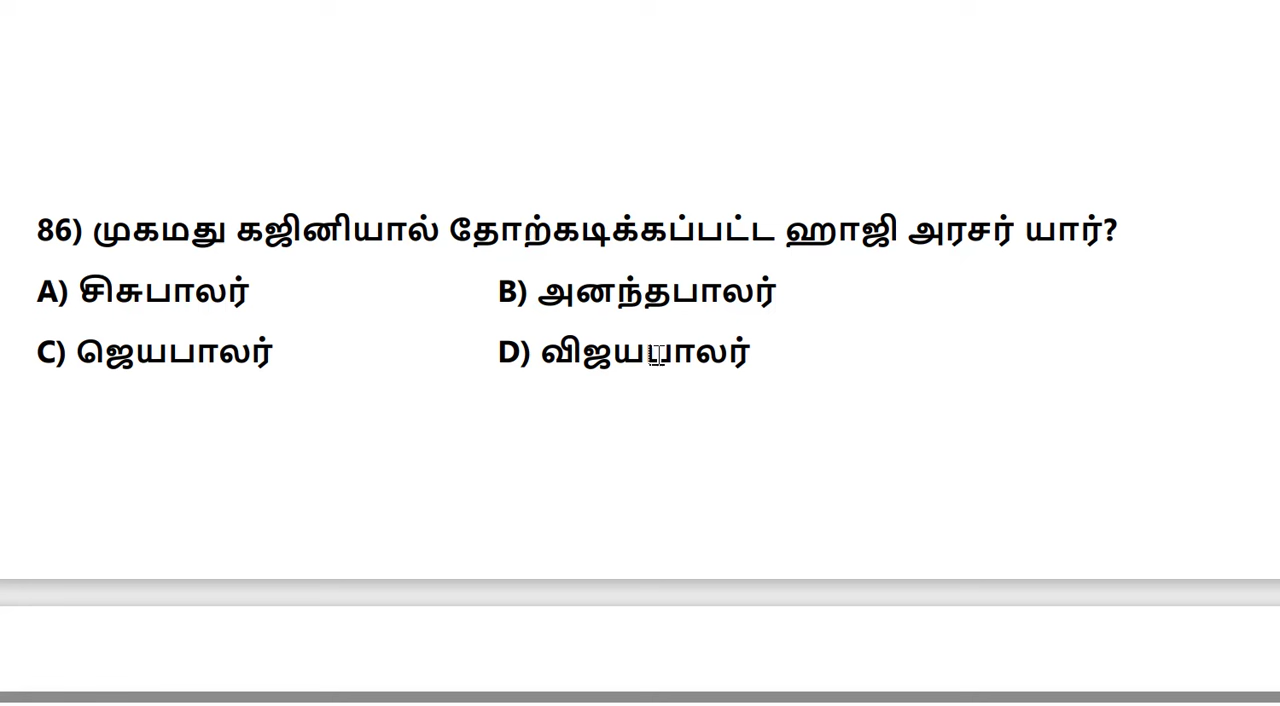 86) முகமது கஜினியால் தோற்கடிக்கப்பட்ட ஹாஜி அரசர் யார்?
A) சிசுபாலர் B) அனந்தபாலர்
C) ஜெயபாலர் D) விஜயபாலர்